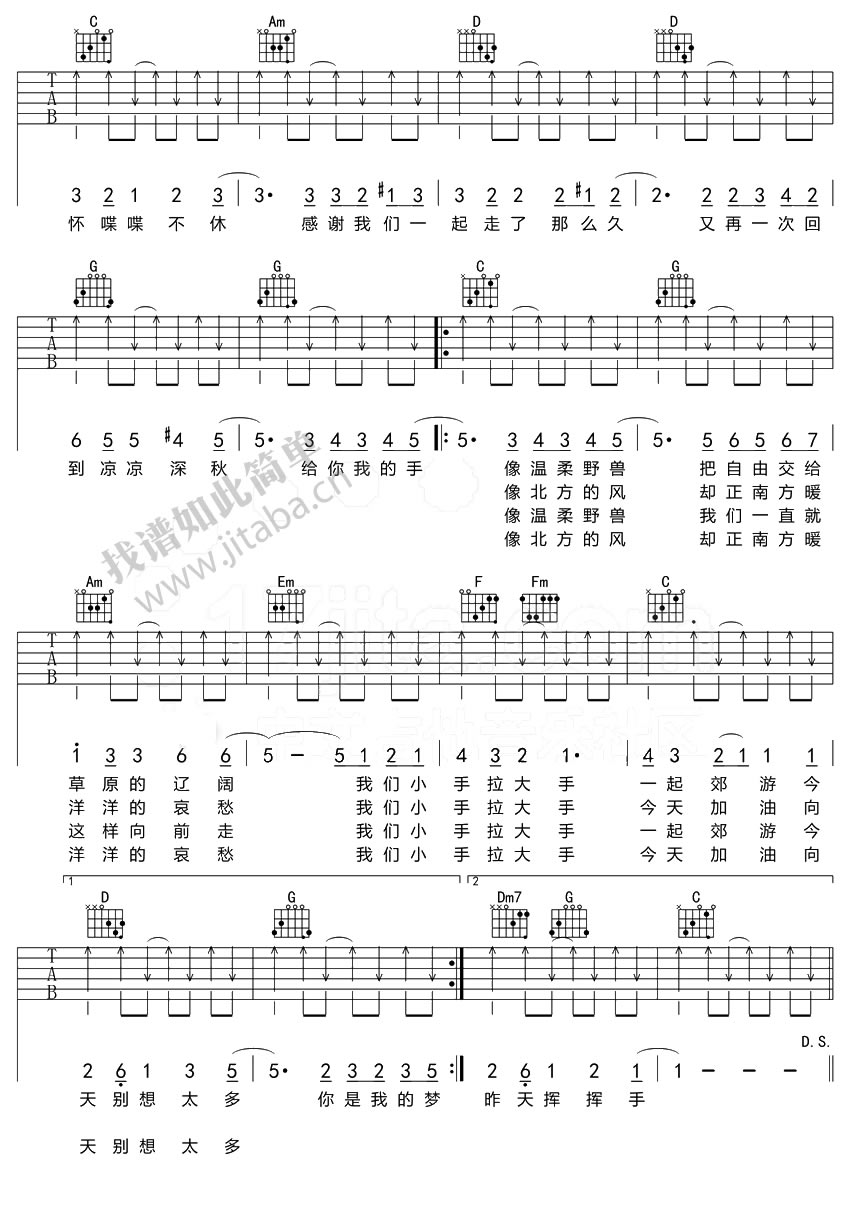 C Am D D
T A B
3 2 1 2 3 | 3· 3 3 2 #1 3 | 3 2 2 2 #1 2 | 2· 2 2 3 4 2
怀 喋 喋 不 休 感 谢 我 们 一 起 走 了 那 么 久 又 再 一 次 回
G G C G
T A B
6 5 5 #4 5 | 5· 3 4 3 4 5 ‖: 5· 3 4 3 4 5 | 5· 5 6 5 6 7
到 凉 凉 深 秋 给 你 我 的 手 像 温 柔 野 兽 把 自 由 交 给
像 北 方 的 风 却 正 南 方 暖
像 温 柔 野 兽 我 们 一 直 就
像 北 方 的 风 却 正 南 方 暖
找谱如此简单
www.jitaba.cn
Am Em F Fm C
T A B
1 3 3 6 6 | 5 – 5 1 2 1 | 4 3 2 1· | 4 3 2 1 1 1
草 原 的 辽 阔 我 们 小 手 拉 大 手 一 起 郊 游 今
洋 洋 的 哀 愁 我 们 小 手 拉 大 手 今 天 加 油 向
这 样 向 前 走 我 们 小 手 拉 大 手 一 起 郊 游 今
洋 洋 的 哀 愁 我 们 小 手 拉 大 手 今 天 加 油 向
1 2
D G Dm7 G C
T A B
D.S.
2 6 1 3 5 | 5· 2 3 2 3 5 :‖ 2 6 1 2 1 | 1 – – – ‖
天 别 想 太 多 你 是 我 的 梦 昨 天 挥 挥 手
天 别 想 太 多